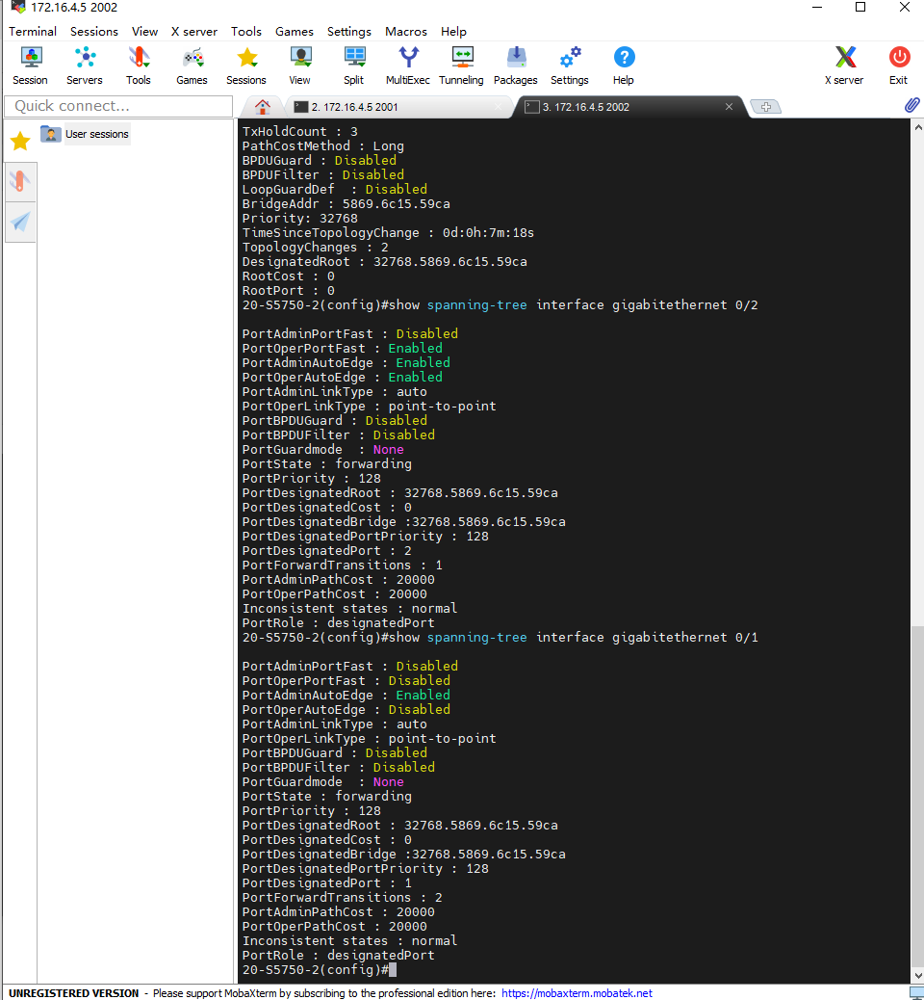 172.16.4.5 2002
Terminal Sessions View X server Tools Games Settings Macros Help
Session Servers Tools Games Sessions View Split MultiExec Tunneling Packages Settings Help X server Exit
Quick connect...
2. 172.16.4.5 2001
3. 172.16.4.5 2002
User sessions
TxHoldCount : 3
PathCostMethod : Long
BPDUGuard : Disabled
BPDUFilter : Disabled
LoopGuardDef  : Disabled
BridgeAddr : 5869.6c15.59ca
Priority: 32768
TimeSinceTopologyChange : 0d:0h:7m:18s
TopologyChanges : 2
DesignatedRoot : 32768.5869.6c15.59ca
RootCost : 0
RootPort : 0
20-S5750-2(config)#show spanning-tree interface gigabitethernet 0/2
PortAdminPortFast : Disabled
PortOperPortFast : Enabled
PortAdminAutoEdge : Enabled
PortOperAutoEdge : Enabled
PortAdminLinkType : auto
PortOperLinkType : point-to-point
PortBPDUGuard : Disabled
PortBPDUFilter : Disabled
PortGuardmode  : None
PortState : forwarding
PortPriority : 128
PortDesignatedRoot : 32768.5869.6c15.59ca
PortDesignatedCost : 0
PortDesignatedBridge :32768.5869.6c15.59ca
PortDesignatedPortPriority : 128
PortDesignatedPort : 2
PortForwardTransitions : 1
PortAdminPathCost : 20000
PortOperPathCost : 20000
Inconsistent states : normal
PortRole : designatedPort
20-S5750-2(config)#show spanning-tree interface gigabitethernet 0/1
PortAdminPortFast : Disabled
PortOperPortFast : Disabled
PortAdminAutoEdge : Enabled
PortOperAutoEdge : Disabled
PortAdminLinkType : auto
PortOperLinkType : point-to-point
PortBPDUGuard : Disabled
PortBPDUFilter : Disabled
PortGuardmode  : None
PortState : forwarding
PortPriority : 128
PortDesignatedRoot : 32768.5869.6c15.59ca
PortDesignatedCost : 0
PortDesignatedBridge :32768.5869.6c15.59ca
PortDesignatedPortPriority : 128
PortDesignatedPort : 1
PortForwardTransitions : 2
PortAdminPathCost : 20000
PortOperPathCost : 20000
Inconsistent states : normal
PortRole : designatedPort
20-S5750-2(config)#
UNREGISTERED VERSION - Please support MobaXterm by subscribing to the professional edition here: https://mobaxterm.mobatek.net